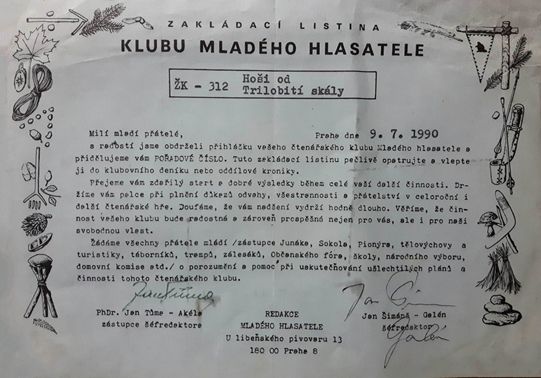 ZAKLÁDACÍ LISTINA
KLUBU MLADÉHO HLASATELE
ŽK - 312 Hoši od
Trilobití skály
Milí mladí přátelé, Praha dne 9. 7. 1990
s radostí jsme obdrželi přihlášku vašeho čtenářského klubu Mladého hlasatele a
přidělujeme vám POŘADOVÉ ČÍSLO. Tuto zakládací listinu pečlivě opatrujte a vlepte
ji do klubovního deníku nebo oddílové kroniky.
Přejeme vám zdařilý start a dobré výsledky během celé vaší další činnosti. Dr-
žíme vám palce při plnění důkazů odvahy, všestrannosti a přátelství v celoroční i
další čtenářské hře. Doufáme, že vám nadšení vydrží hodně dlouho. Věříme, že čin-
nost vašeho klubu bude radostná a zároveň prospěšná nejen pro vás, ale i pro naši
svobodnou vlast.
Žádáme všechny přátele mládí /zástupce Junáka, Sokola, Pionýra, tělovýchovy a
turistiky, táborníků, trampů, zálesáků, Občanského fóra, školy, národního výboru,
domovní komise atd./ o porozumění a pomoc při uskutečňování ušlechtilých plánů a
činnosti tohoto čtenářského klubu.
PhDr. Jan Tůma - Akéla REDAKCE Jan Šimáně - Galén
zástupce šéfredaktora MLADÉHO HLASATELE šéfredaktor
U libeňského pivovaru 13
180 00 Praha 8